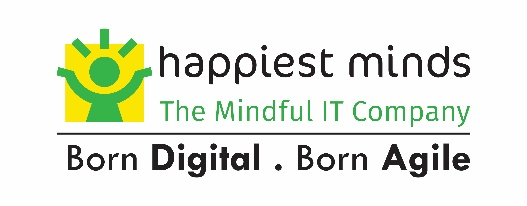 happiest minds
The Mindful IT Company
Born Digital . Born Agile